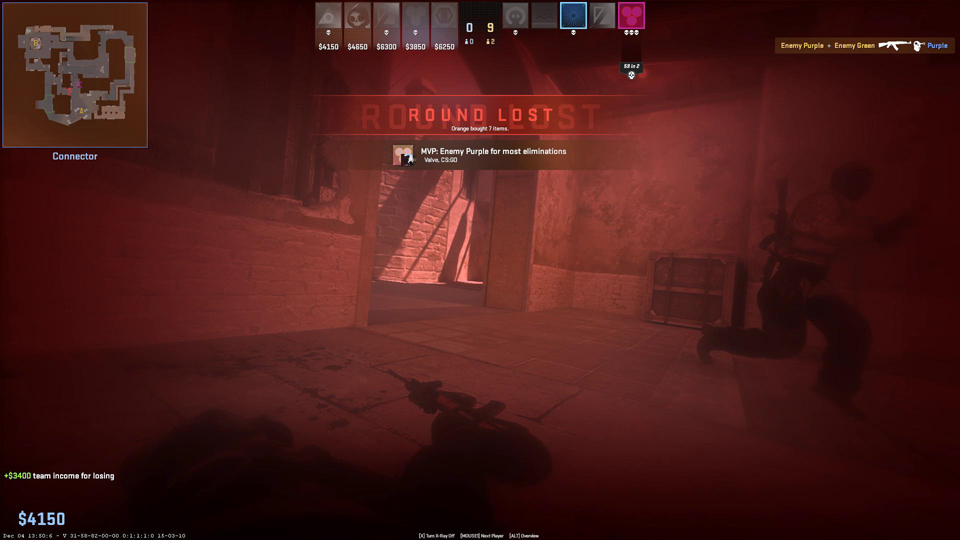 $4150 $4650 $6300 $3850 $6250
0 9
0 2
Enemy Purple + Enemy Green Purple
59 in 2
ROUND LOST
Orange bought 7 items.
MVP: Enemy Purple for most eliminations
Valve, CS:GO
Connector
A
+$3400 team income for losing
$4150
[X] Turn X-Ray Off [MOUSE1] Next Player [ALT] Overview